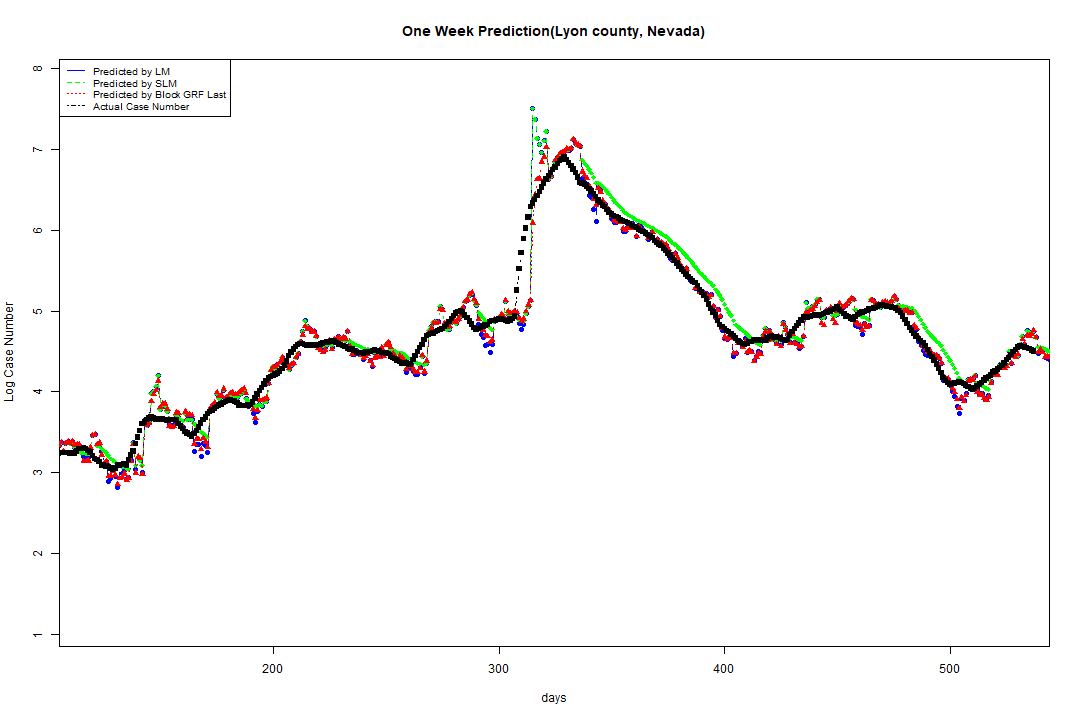 One Week Prediction(Lyon county, Nevada)
Predicted by LM
Predicted by SLM
Predicted by Block GRF Last
Actual Case Number
8
7
6
5
4
3
2
1
Log Case Number
200 300 400 500
days